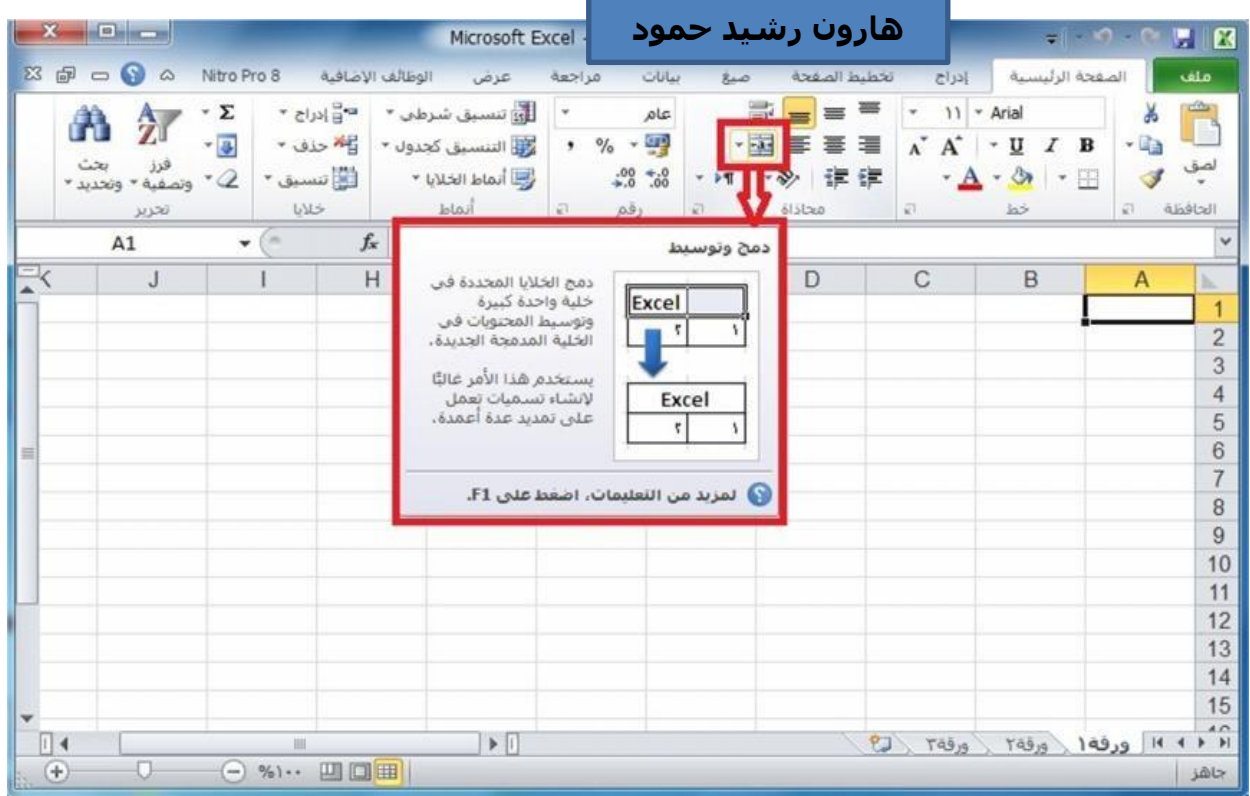 هارون رشيد حمود
Microsoft Excel -
ملف الصفحة الرئيسية إدراج تخطيط الصفحة صيغ بيانات مراجعة عرض الوظائف الإضافية Nitro Pro 8
لصق
Arial ١١
B I U
A A
A
عام
% ,
.00 .0
.0 .00
تنسيق شرطي
التنسيق كجدول
أنماط الخلايا
إدراج
حذف
تنسيق
Σ
A
Z
فرز وتصفية
بحث وتحديد
الحافظة خط محاذاة رقم أنماط خلايا تحرير
A1 fx
A B C D H I J K
دمج وتوسيط
دمج الخلايا المحددة في
خلية واحدة كبيرة
وتوسيط المحتويات في
الخلية المدمجة الجديدة.
يستخدم هذا الأمر غالبًا
لإنشاء تسميات تعمل
على تمديد عدة أعمدة.
Excel
١ ٢
Excel
١ ٢
لمزيد من التعليمات، اضغط على F1.
1
2
3
4
5
6
7
8
9
10
11
12
13
14
15
ورقة١ ورقة٢ ورقة٣
جاهز
١٠٠%